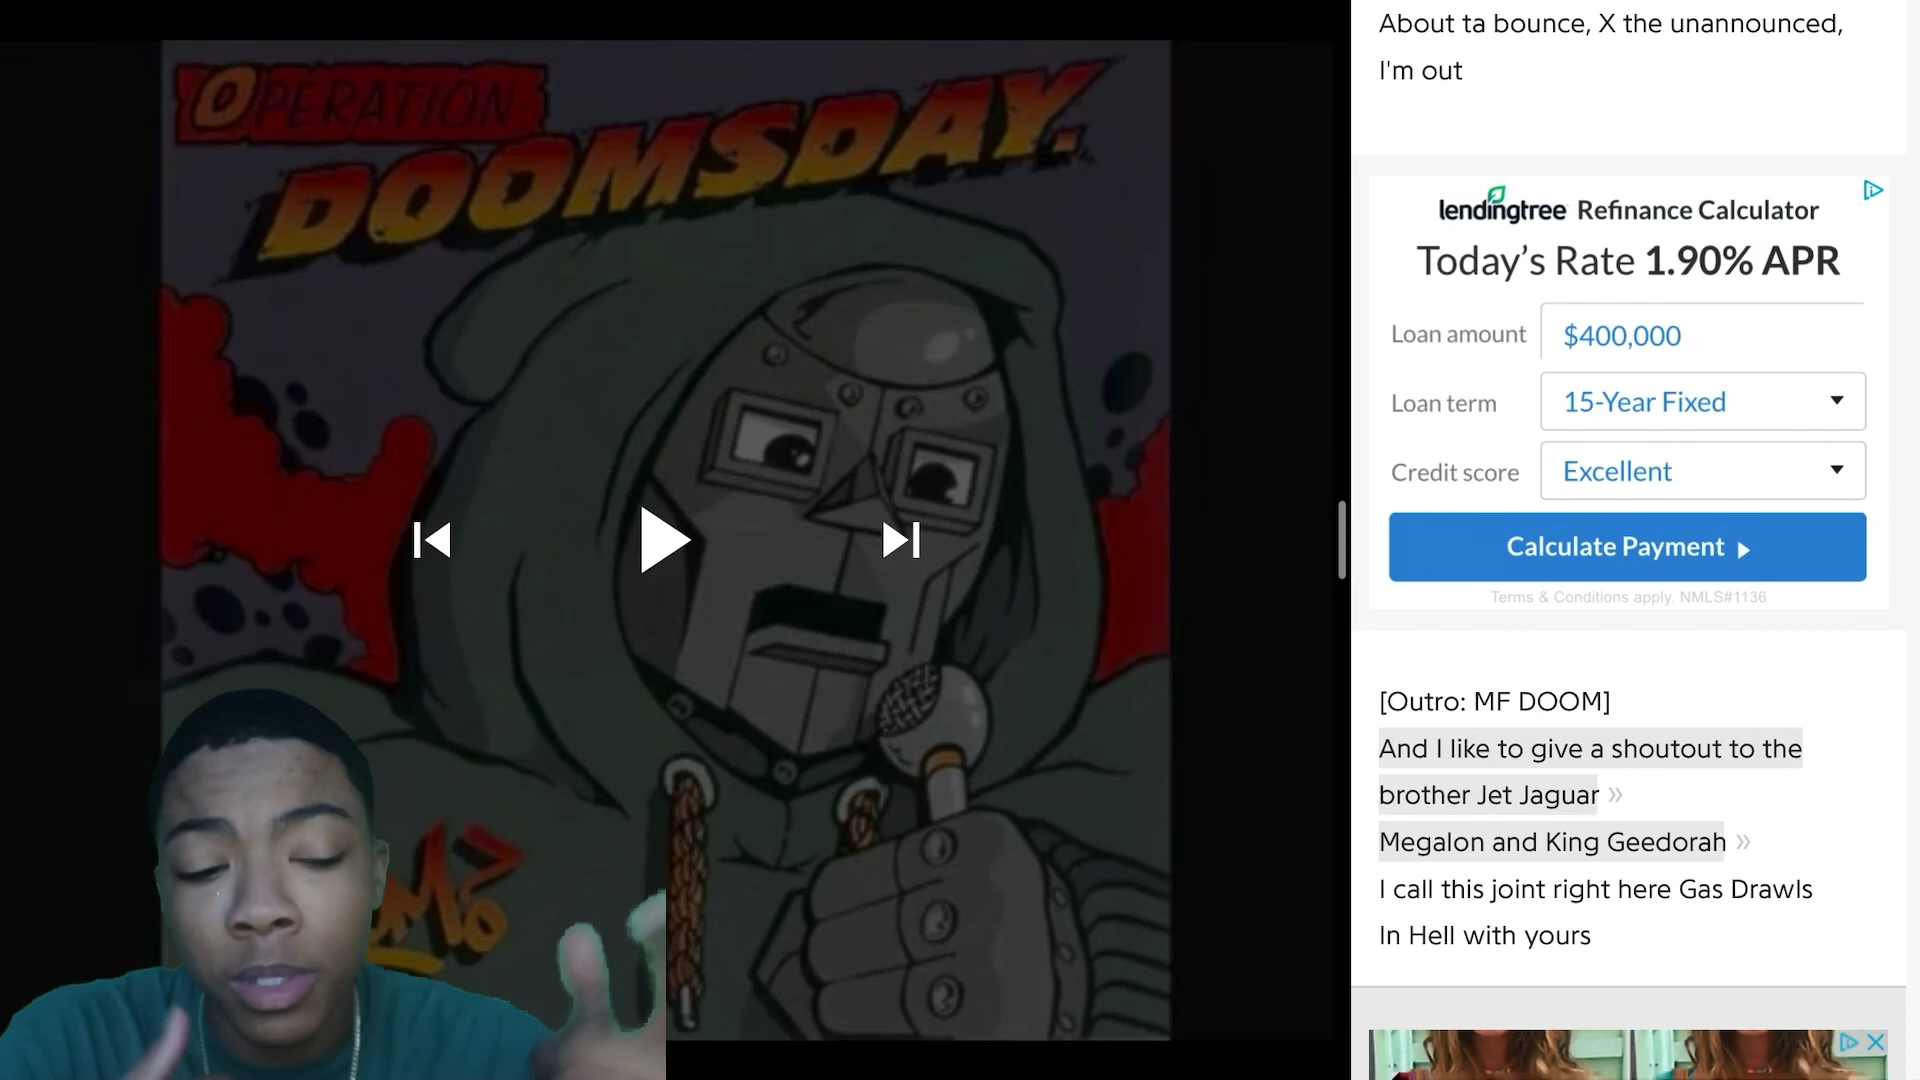 OPERATION
DOOMSDAY.
About ta bounce, X the unannounced,
I'm out
lendingtree Refinance Calculator
Today's Rate 1.90% APR
Loan amount $400,000
Loan term 15-Year Fixed
Credit score Excellent
Calculate Payment
Terms & Conditions apply. NMLS#1136
[Outro: MF DOOM]
And I like to give a shoutout to the
brother Jet Jaguar »
Megalon and King Geedorah »
I call this joint right here Gas Drawls
In Hell with yours